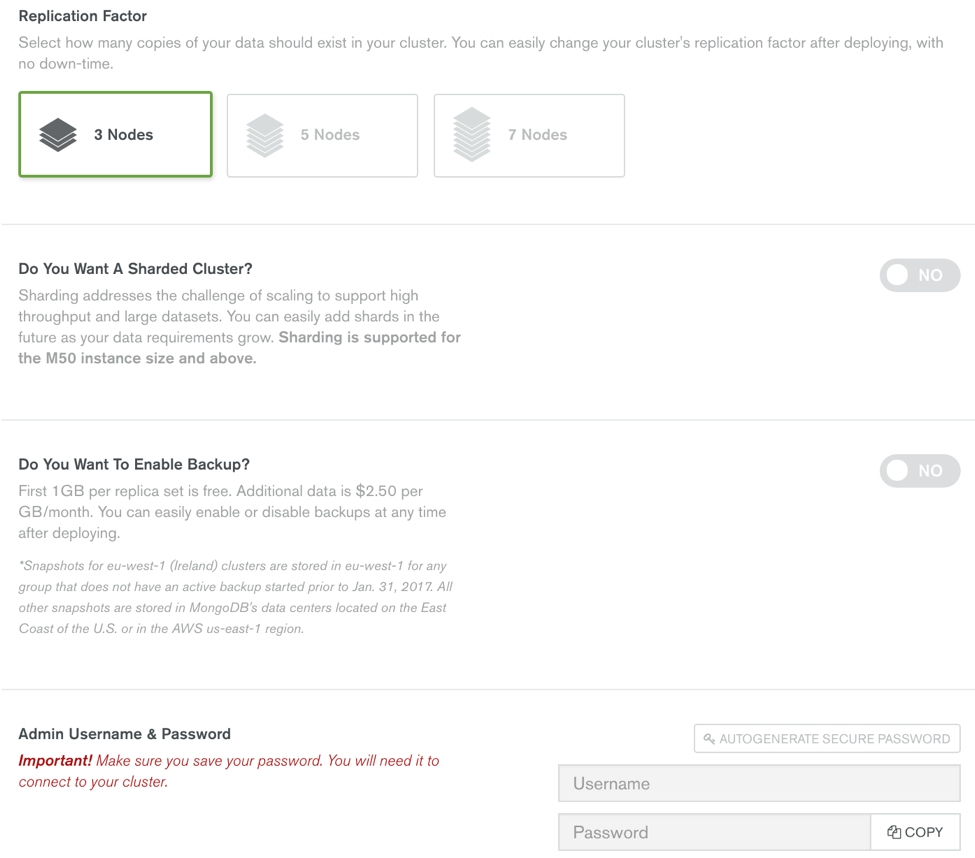 Replication Factor
Select how many copies of your data should exist in your cluster. You can easily change your cluster's replication factor after deploying, with
no down-time.
3 Nodes
5 Nodes
7 Nodes
Do You Want A Sharded Cluster?
NO
Sharding addresses the challenge of scaling to support high
throughput and large datasets. You can easily add shards in the
future as your data requirements grow. Sharding is supported for
the M50 instance size and above.
Do You Want To Enable Backup?
NO
First 1GB per replica set is free. Additional data is $2.50 per
GB/month. You can easily enable or disable backups at any time
after deploying.
*Snapshots for eu-west-1 (Ireland) clusters are stored in eu-west-1 for any
group that does not have an active backup started prior to Jan. 31, 2017. All
other snapshots are stored in MongoDB's data centers located on the East
Coast of the U.S. or in the AWS us-east-1 region.
Admin Username & Password
Important! Make sure you save your password. You will need it to
connect to your cluster.
AUTOGENERATE SECURE PASSWORD
Username
Password
COPY